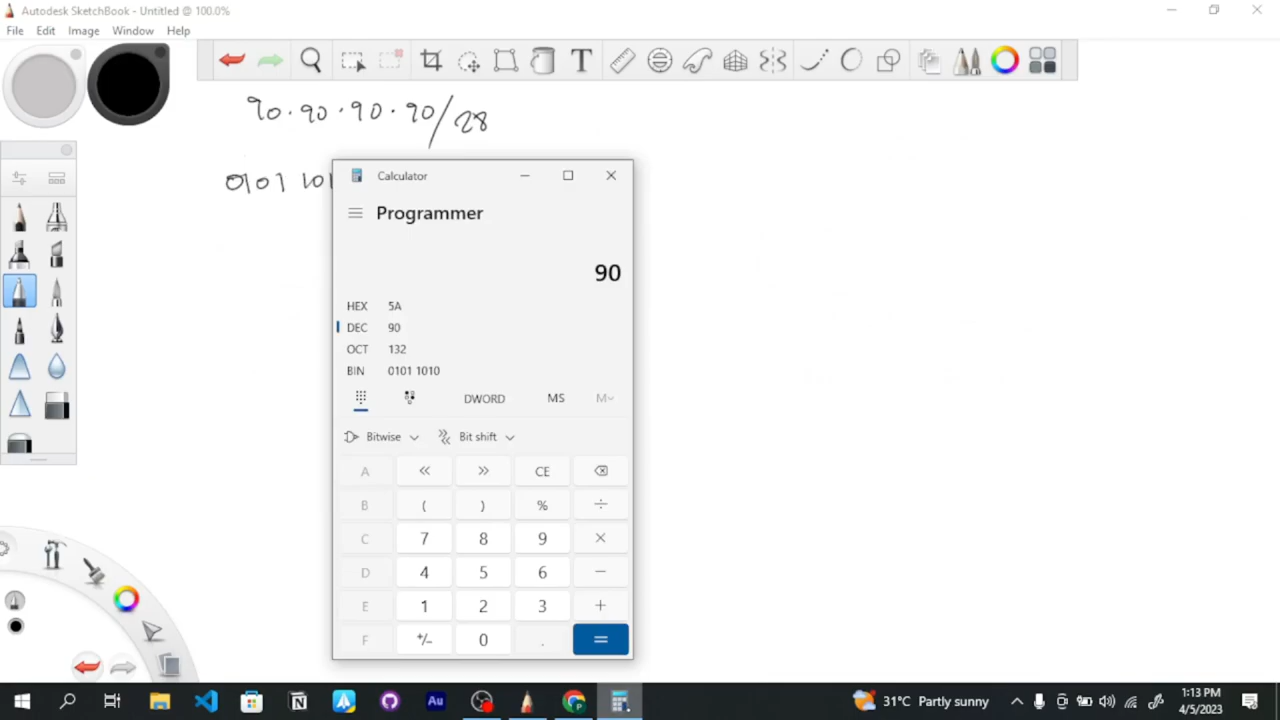 Autodesk SketchBook - Untitled @ 100.0%
File Edit Image Window Help
90.90.90.90/28
0101 101
Calculator
Programmer
90
HEX 5A
DEC 90
OCT 132
BIN 0101 1010
DWORD MS M
Bitwise Bit shift
A << >> CE
B ( ) % ÷
C 7 8 9 ×
D 4 5 6 −
E 1 2 3 +
F +/- 0 . =
T
N Au
31°C Partly sunny
1:13 PM
4/5/2023